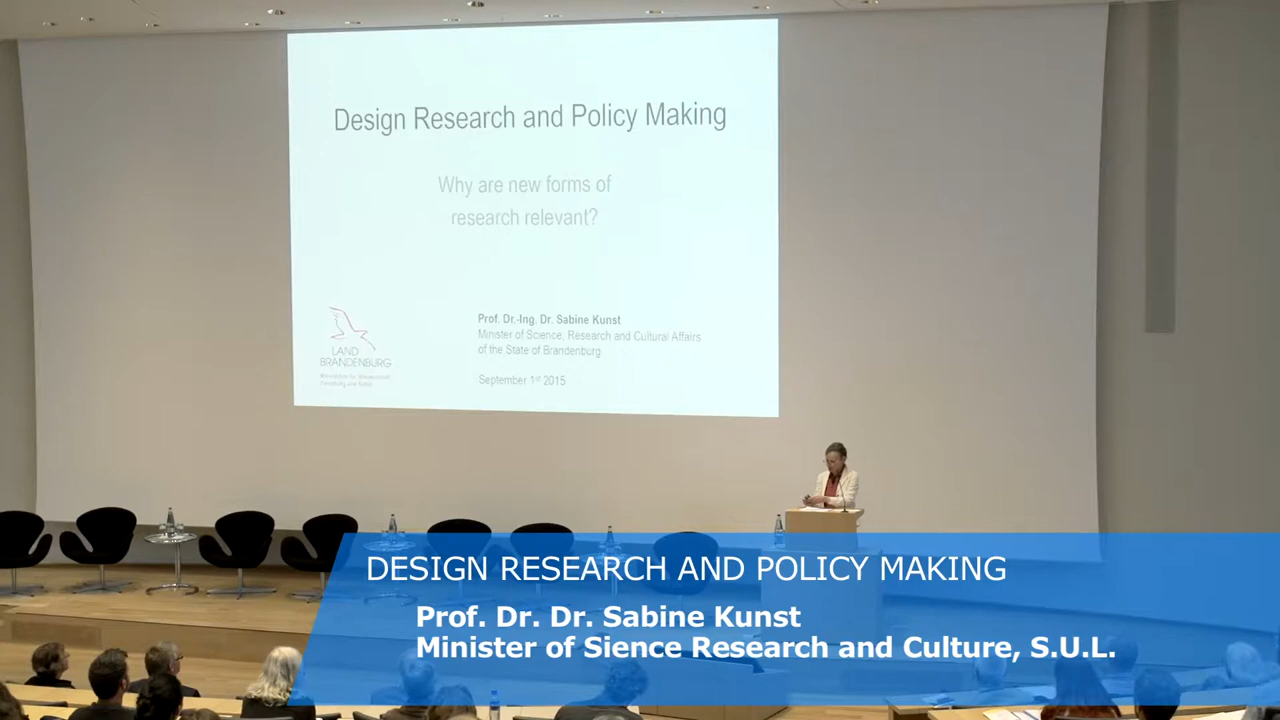 Design Research and Policy Making
Why are new forms of
research relevant?
Prof. Dr.-Ing. Dr. Sabine Kunst
Minister of Science, Research and Cultural Affairs
of the State of Brandenburg
September 1st 2015
LAND
BRANDENBURG
DESIGN RESEARCH AND POLICY MAKING
Prof. Dr. Dr. Sabine Kunst
Minister of Sience Research and Culture, S.U.L.